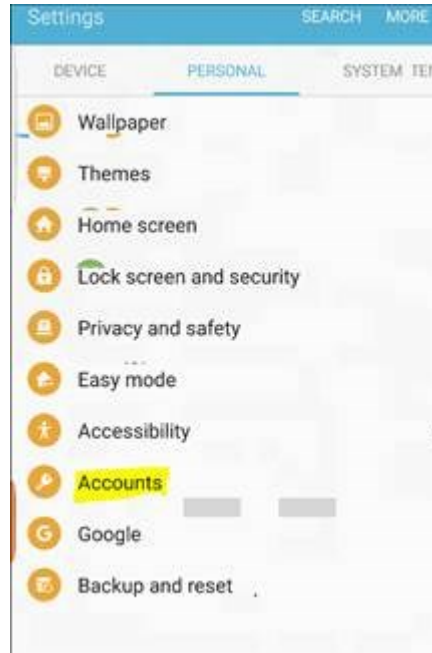 Settings SEARCH MORE
DEVICE PERSONAL SYSTEM
Wallpaper
Themes
Home screen
Lock screen and security
Privacy and safety
Easy mode
Accessibility
Accounts
Google
Backup and reset